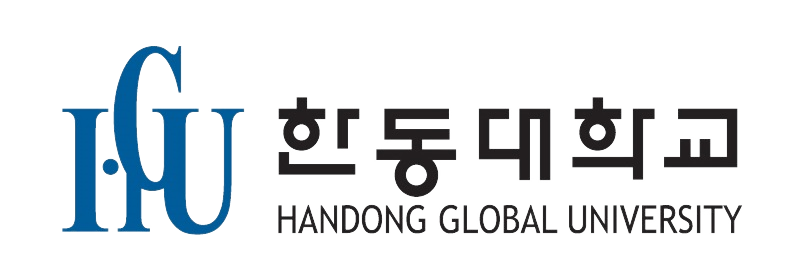 HGU
한동대학교
HANDONG GLOBAL UNIVERSITY